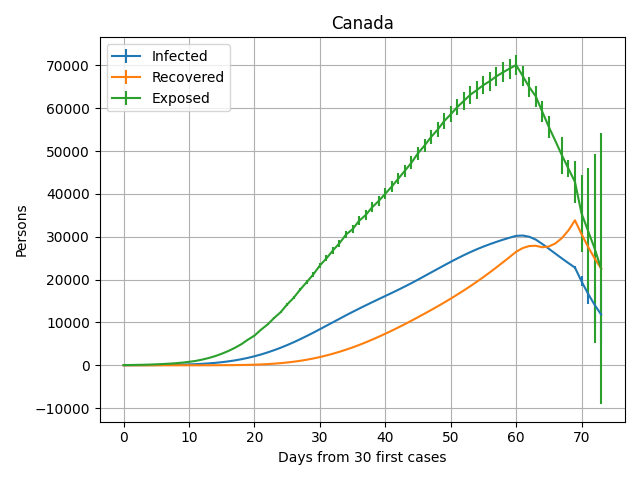 Canada
Infected
Recovered
Exposed
70000
60000
50000
40000
30000
20000
10000
0
−10000
Persons
0 10 20 30 40 50 60 70
Days from 30 first cases